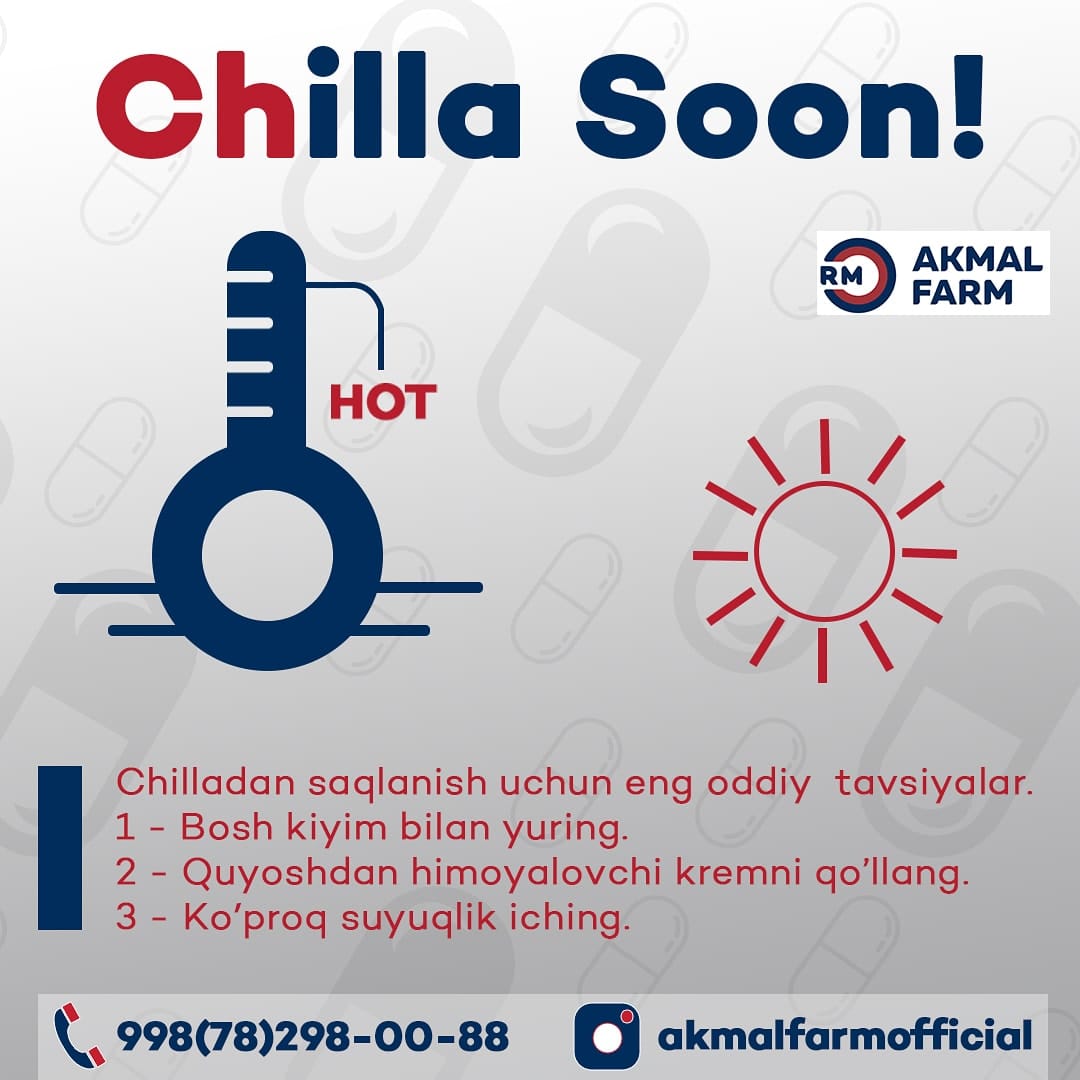 Chilla Soon!
RM
AKMAL
FARM
HOT
Chilladan saqlanish uchun eng oddiy tavsiyalar.
1 - Bosh kiyim bilan yuring.
2 - Quyoshdan himoyalovchi kremni qo’llang.
3 - Ko’proq suyuqlik iching.
998(78)298-00-88
akmalfarmofficial